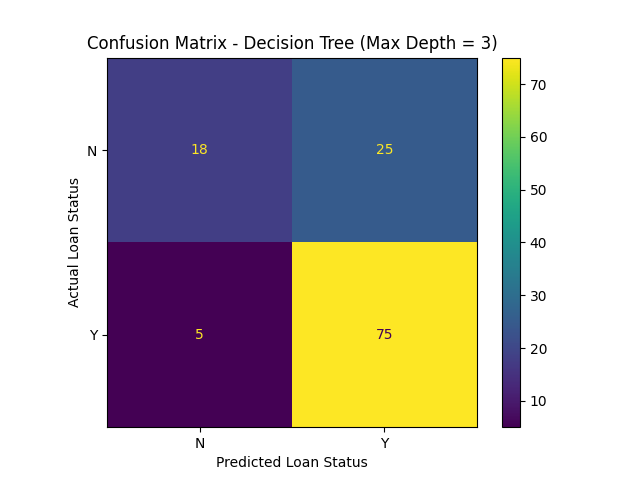 Confusion Matrix - Decision Tree (Max Depth = 3)
Actual Loan Status
N
18
25
Y
5
75
N
Y
Predicted Loan Status
70
60
50
40
30
20
10